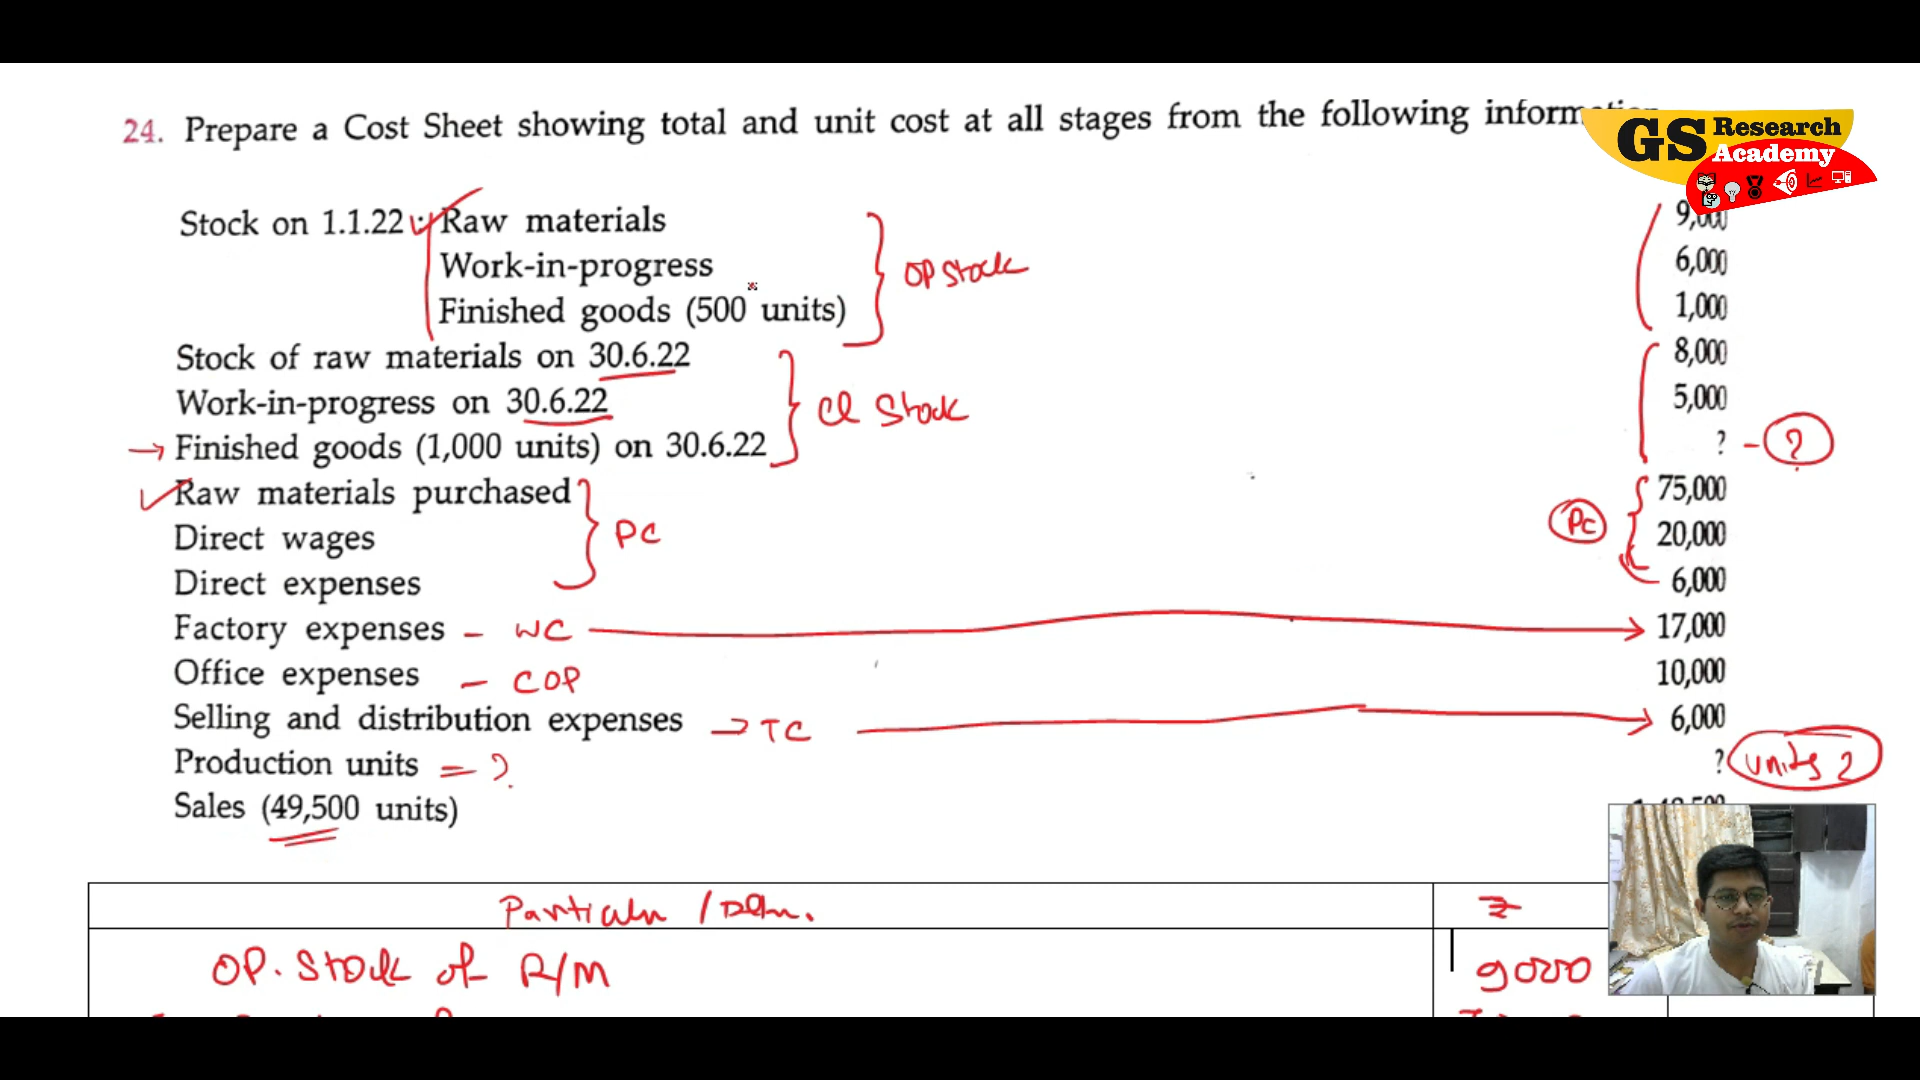 24. Prepare a Cost Sheet showing total and unit cost at all stages from the following
GS Research Academy
Stock on 1.1.22 : Raw materials 9,000
Work-in-progress 6,000
Finished goods (500 units) 1,000
OP Stock
Stock of raw materials on 30.6.22 8,000
Work-in-progress on 30.6.22 5,000
Cl Stock
Finished goods (1,000 units) on 30.6.22 ? - ?
Raw materials purchased 75,000
Direct wages PC PC 20,000
Direct expenses 6,000
Factory expenses - WC 17,000
Office expenses - COP 10,000
Selling and distribution expenses → TC 6,000
Production units = ? ? units ?
Sales (49,500 units)
₹
OP. Stock of R/M 9000